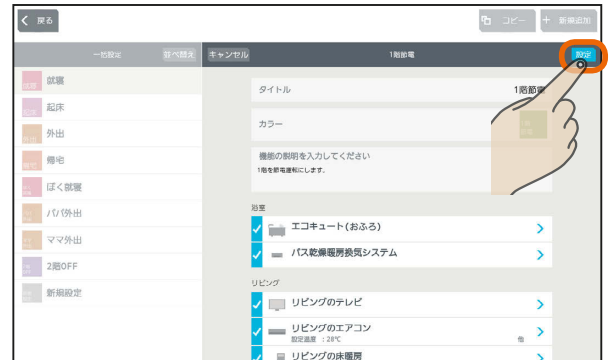 戻る
コピー
新規追加
一括設定
並べ替え
キャンセル
1階節電
設定
就寝
起床
外出
帰宅
ぼく就寝
パパ外出
ママ外出
2階OFF
新規設定
タイトル
1階節電
カラー
機能の説明を入力してください
1階を節電運転にします。
浴室
エコキュート(おふろ)
バス乾燥暖房換気システム
リビング
リビングのテレビ
リビングのエアコン
設定温度 : 28℃
他
リビングの床暖房